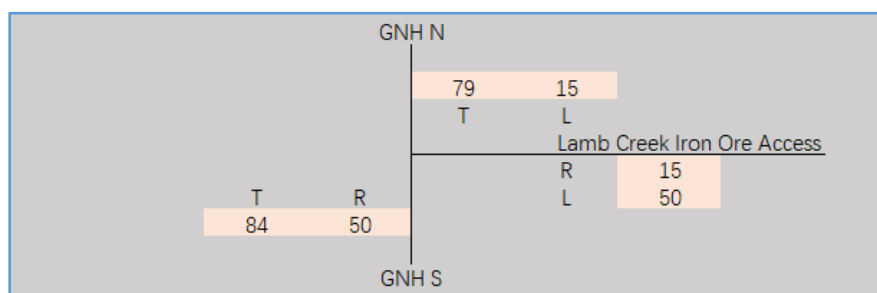 GNH N
79 15
T L
Lamb Creek Iron Ore Access
R 15
T R L 50
84 50
GNH S